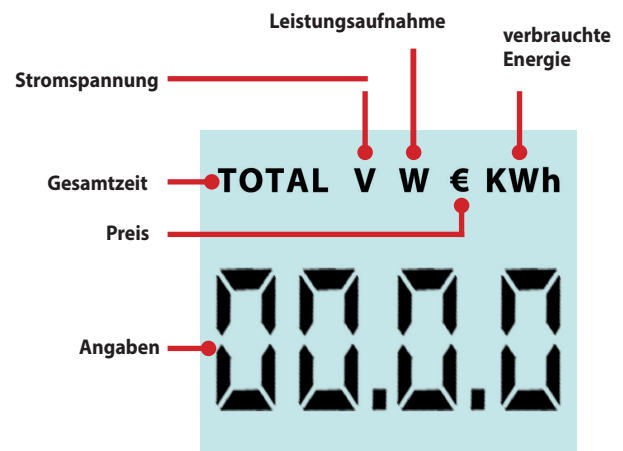 Leistungsaufnahme
verbrauchte
Energie
Stromspannung
Gesamtzeit
TOTAL V W € KWh
Preis
Angaben
00.0.0